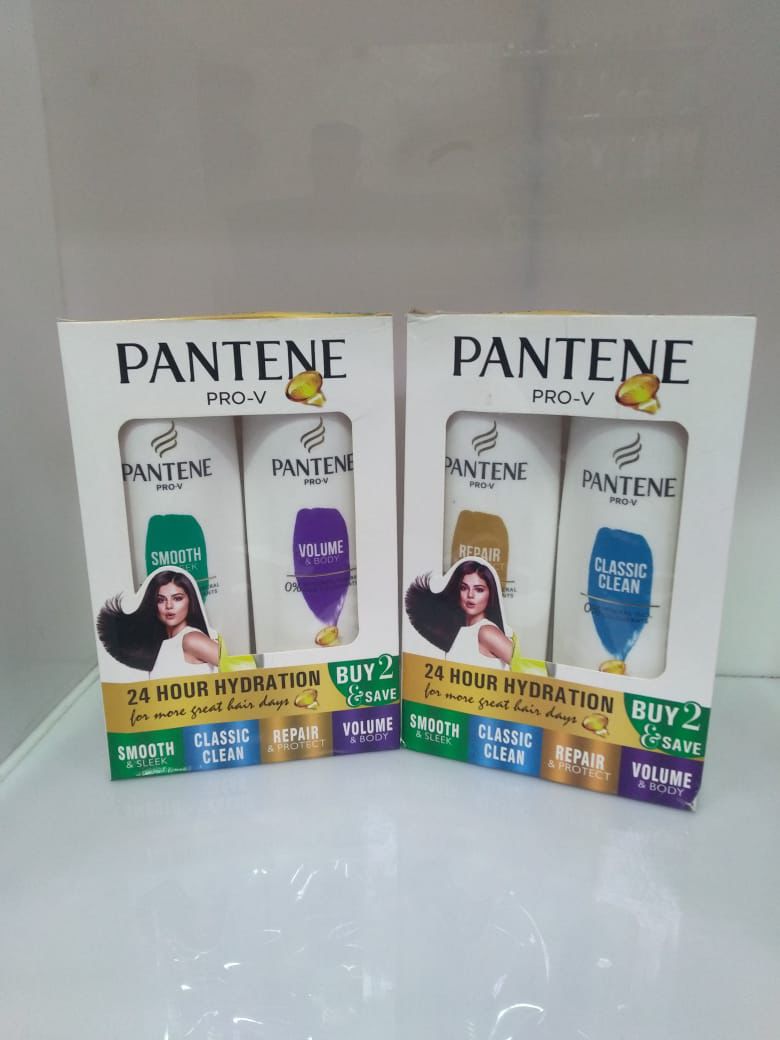 PANTENE
PRO-V
PANTENE
PRO-V
SMOOTH
PANTENE
PRO-V
VOLUME
& BODY
0%
24 HOUR HYDRATION
for more great hair days
BUY 2
& SAVE
SMOOTH
& SLEEK
CLASSIC
CLEAN
REPAIR
& PROTECT
VOLUME
& BODY
PANTENE
PRO-V
PANTENE
PRO-V
REPAIR
PANTENE
PRO-V
CLASSIC
CLEAN
0%
24 HOUR HYDRATION
for more great hair days
BUY 2
& SAVE
SMOOTH
& SLEEK
CLASSIC
CLEAN
REPAIR
& PROTECT
VOLUME
& BODY